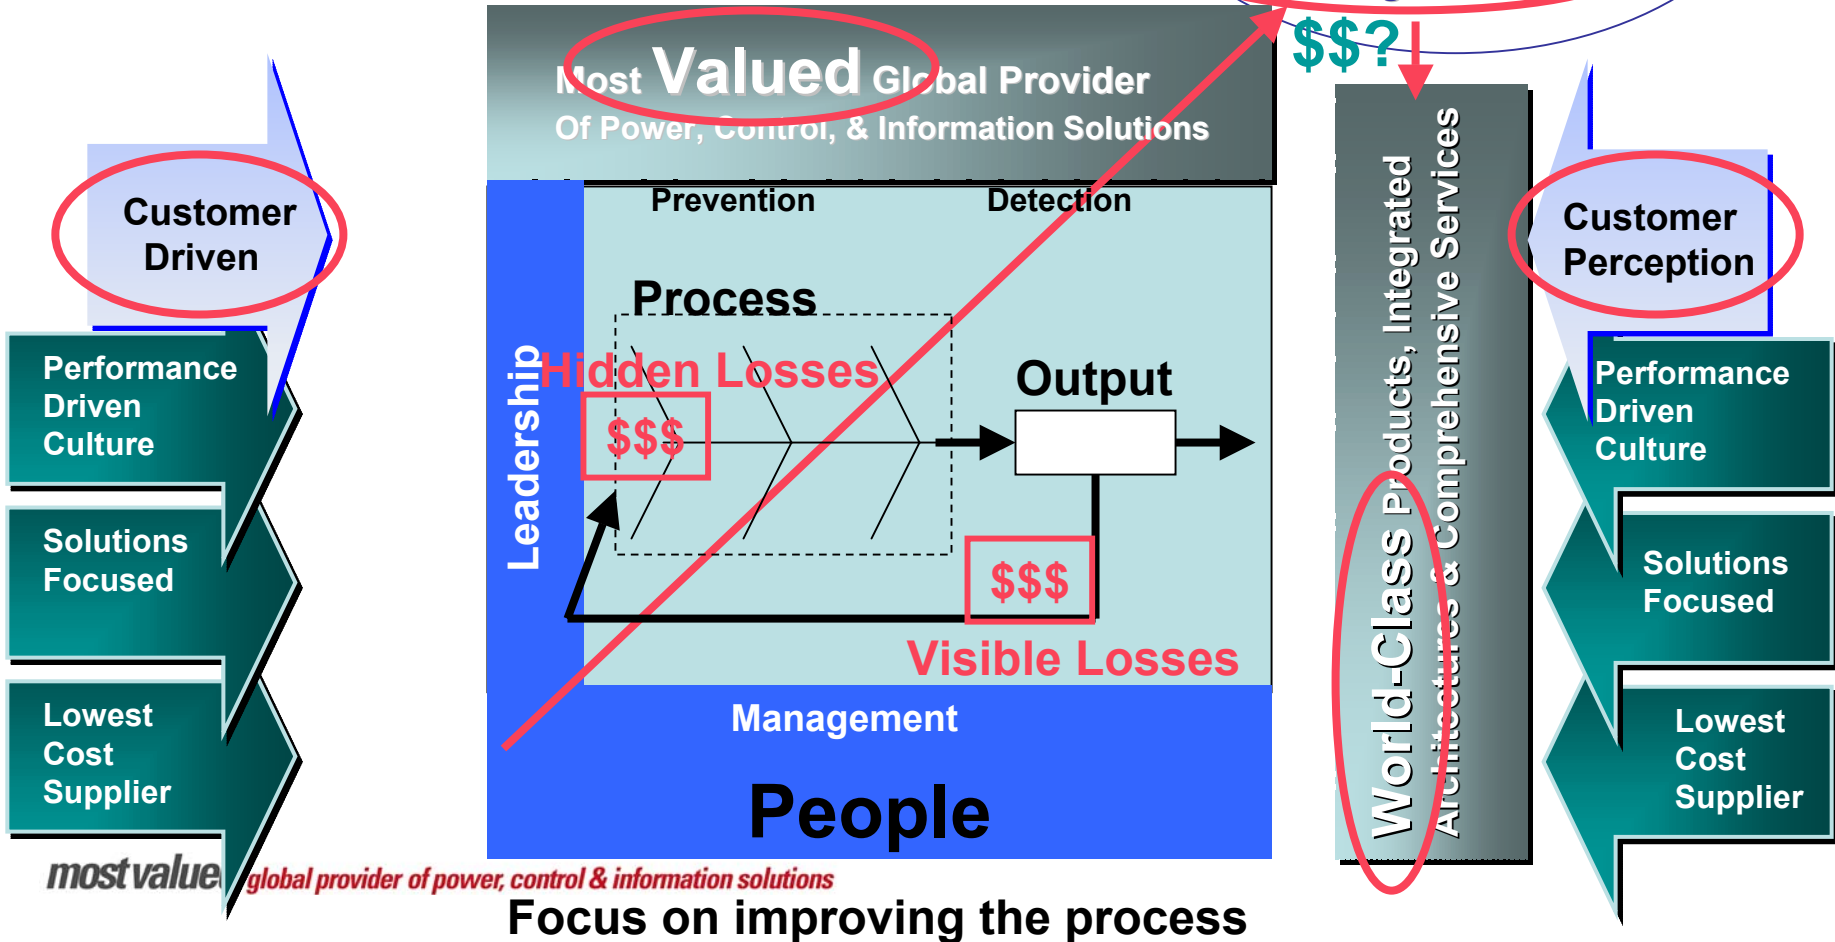 $$?
Most Valued Global Provider
Of Power, Control, & Information Solutions
Customer
Driven
Performance
Driven
Culture
Solutions
Focused
Lowest
Cost
Supplier
Prevention
Detection
Process
Hidden Losses
$$$
Output
Leadership
$$$
Visible Losses
Management
People
World-Class Products, Integrated
Architectures & Comprehensive Services
Customer
Perception
Performance
Driven
Culture
Solutions
Focused
Lowest
Cost
Supplier
most valued global provider of power, control & information solutions
Focus on improving the process